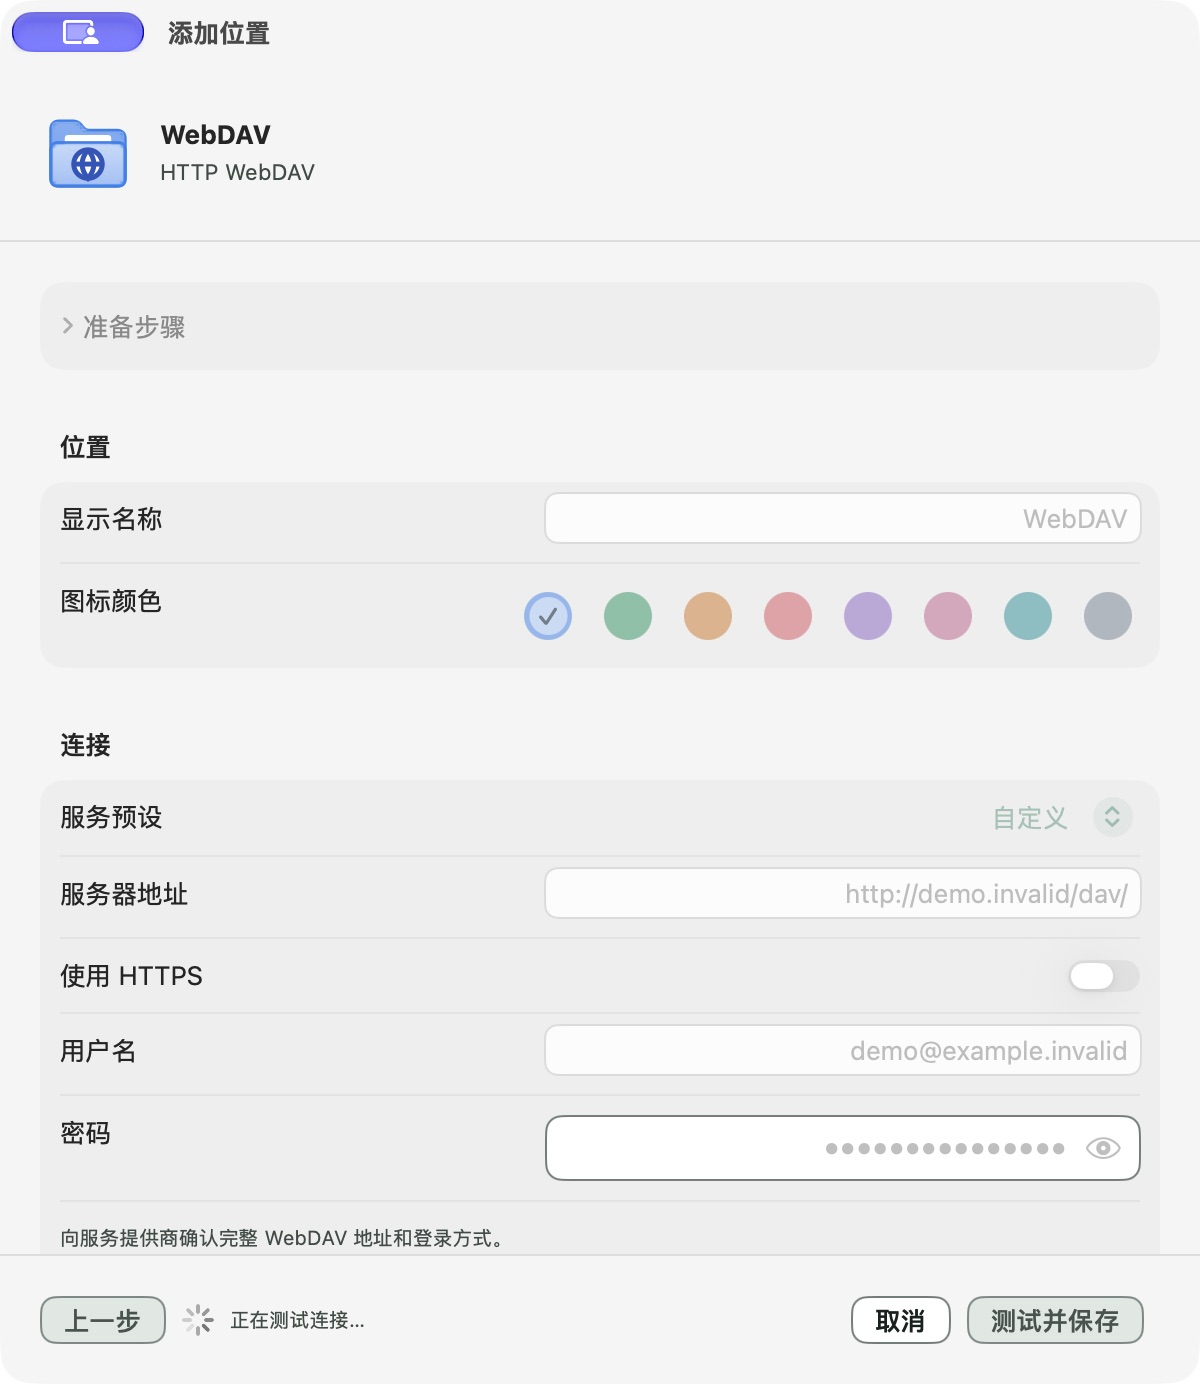 添加位置
WebDAV
HTTP WebDAV
准备步骤
位置
显示名称 WebDAV
图标颜色
连接
服务预设 自定义
服务器地址 http://demo.invalid/dav/
使用 HTTPS
用户名 demo@example.invalid
密码
向服务提供商确认完整 WebDAV 地址和登录方式。
上一步 正在测试连接... 取消 测试并保存